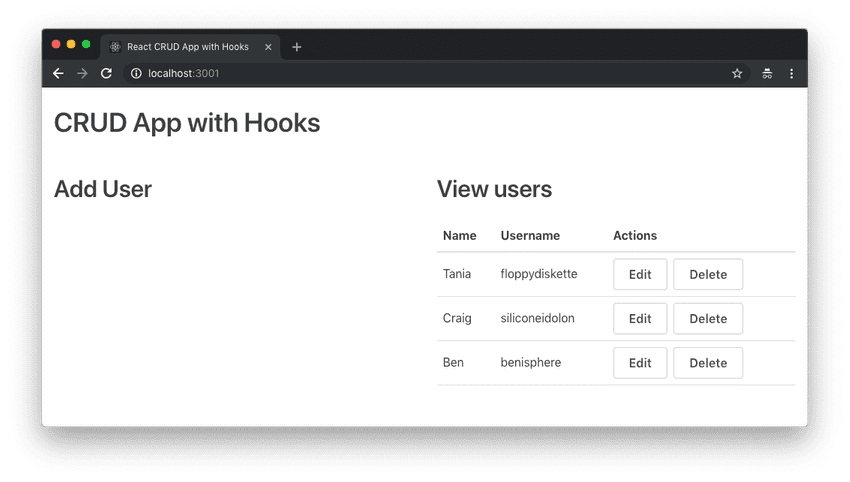 React CRUD App with Hooks
localhost:3001
CRUD App with Hooks
Add User
View users
Name Username Actions
Tania floppydiskette Edit Delete
Craig siliconeidolon Edit Delete
Ben benisphere Edit Delete